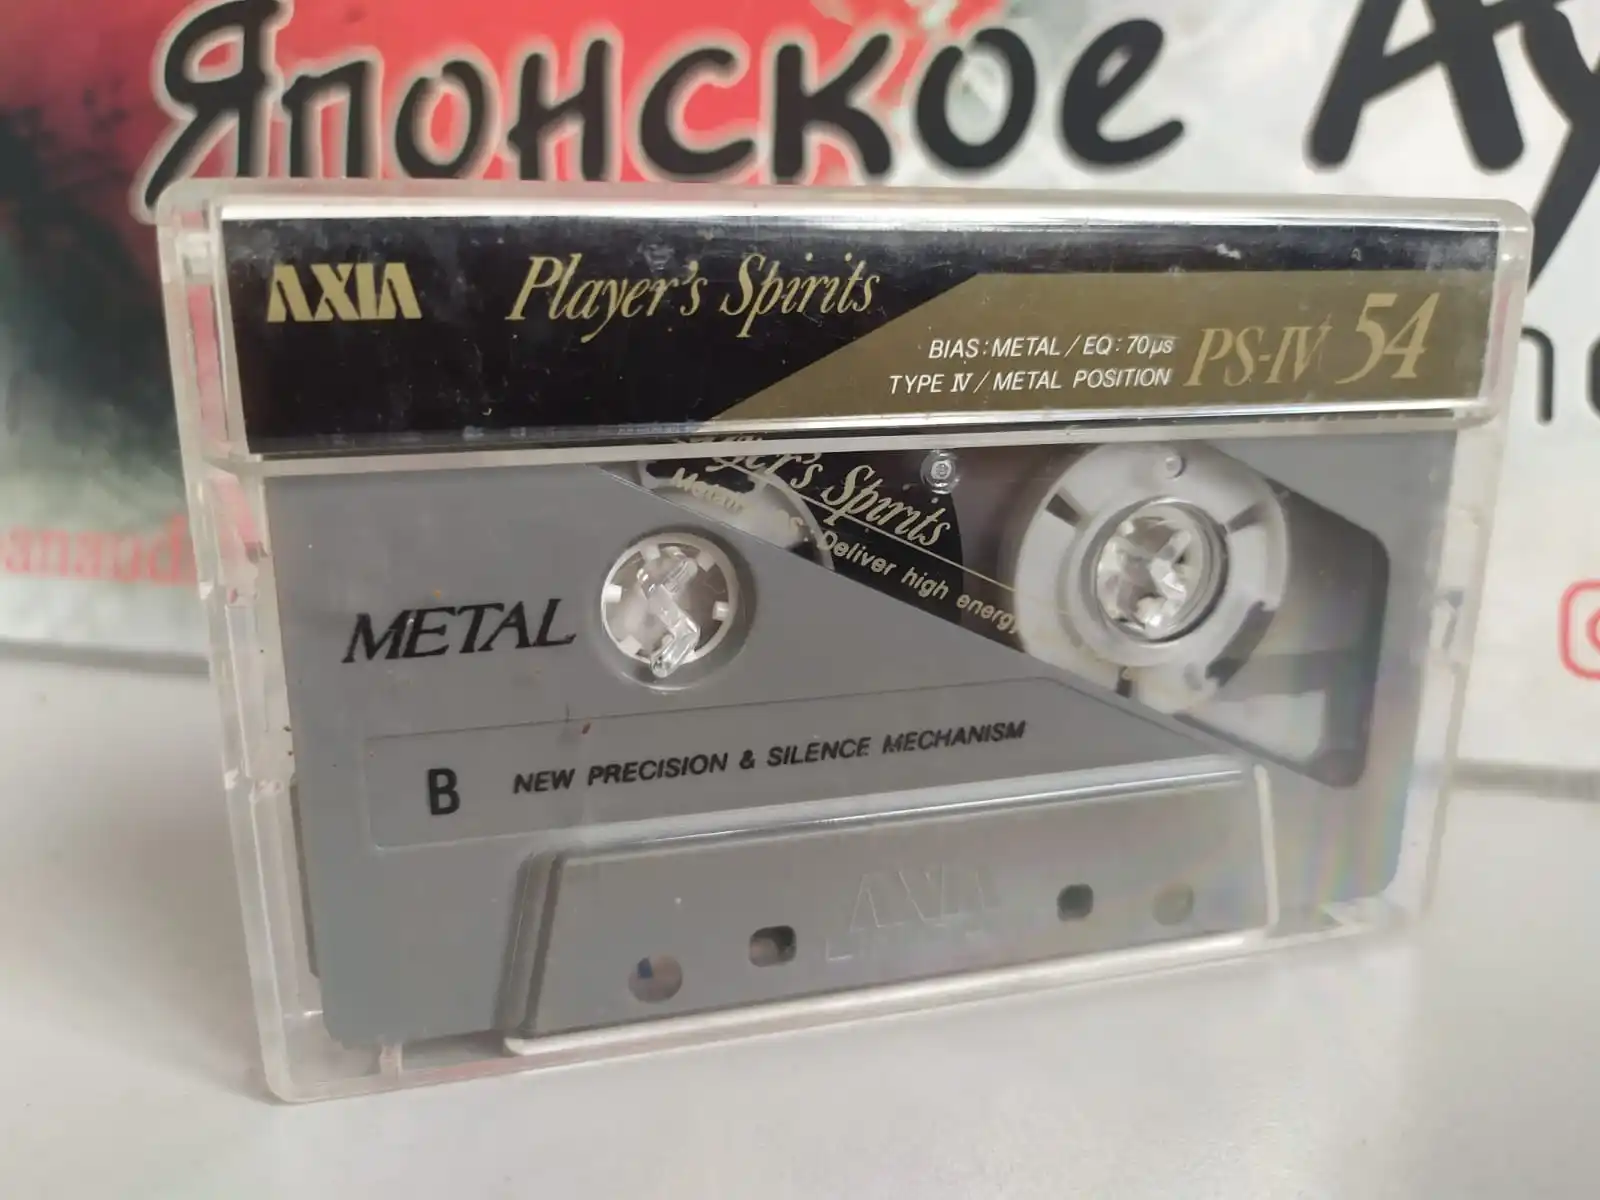 Японское Ау
AXIA
Player's Spirits
BIAS:METAL/EQ:70µs
TYPE IV/METAL POSITION
PS-IV 54
Spirits
Deliver high energy
METAL
B NEW PRECISION & SILENCE MECHANISM
AXIA